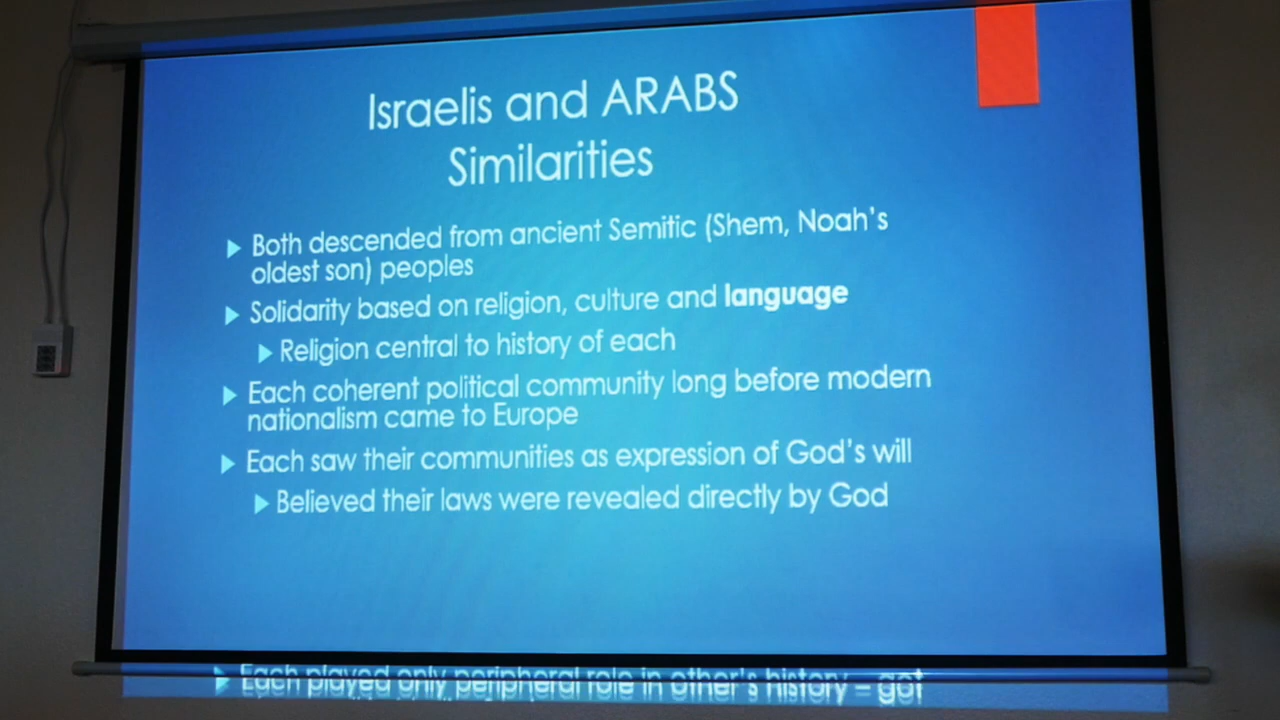 Israelis and ARABS
Similarities
Both descended from ancient Semitic (Shem, Noah's
oldest son) peoples
Solidarity based on religion, culture and language
Religion central to history of each
Each coherent political community long before modern
nationalism came to Europe
Each saw their communities as expression of God's will
Believed their laws were revealed directly by God
Each played only peripheral role in other's history – got